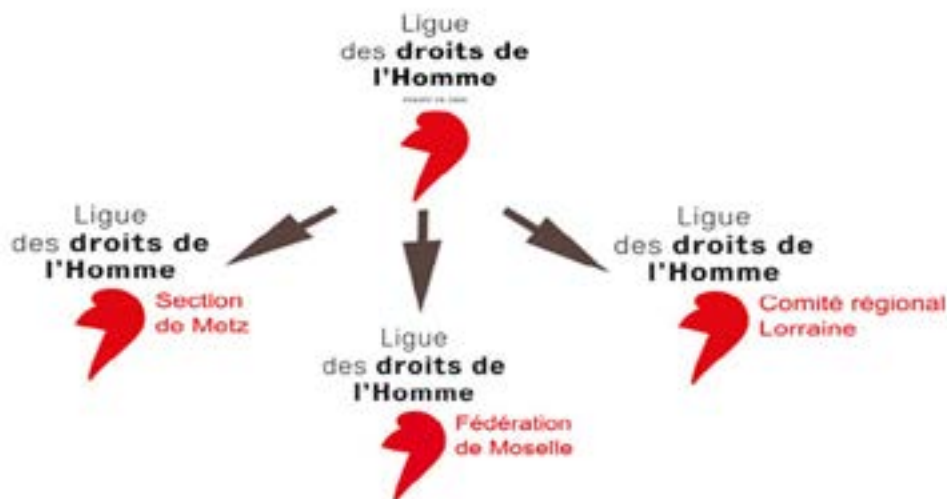 Ligue
des droits de
l'Homme
Ligue
des droits de
l'Homme
Section
de Metz
Ligue
des droits de
l'Homme
Fédération
de Moselle
Ligue
des droits de
l'Homme
Comité régional
Lorraine